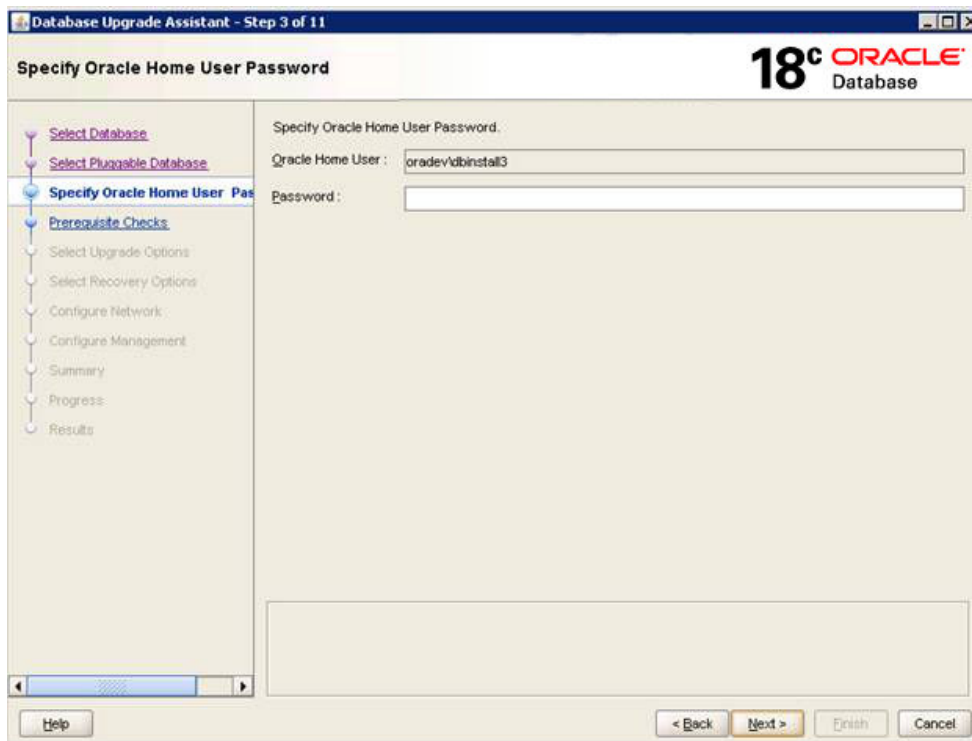 Database Upgrade Assistant - Step 3 of 11
Specify Oracle Home User Password
18c ORACLE Database
Select Database
Select Pluggable Database
Specify Oracle Home User Pas
Prerequisite Checks
Select Upgrade Options
Select Recovery Options
Configure Network
Configure Management
Summary
Progress
Results
Specify Oracle Home User Password.
Oracle Home User : oradev\dbinstall3
Password :
Help
< Back Next > Finish Cancel